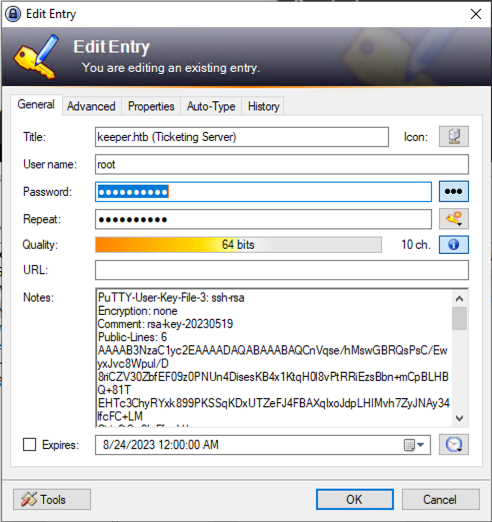 Edit Entry
Edit Entry
You are editing an existing entry.
General Advanced Properties Auto-Type History
Title: keeper.htb (Ticketing Server) Icon:
User name: root
Password: ●●●●●●●●●● ●●●
Repeat: ●●●●●●●●●●
Quality: 64 bits 10 ch.
URL:
Notes: PuTTY-User-Key-File-3: ssh-rsa
Encryption: none
Comment: rsa-key-20230519
Public-Lines: 6
AAAAB3NzaC1yc2EAAAADAQABAAABAQCnVqse/hMswGBRQsPsC/Ew
yxJvc8Wpul/D
8riCZV30ZbfEF09z0PNUn4DisesKB4x1KtqH0l8vPtRRiEzsBbn+mCpBLHB
Q+81T
EHTc3ChyRYxk899PKSSqKDxUTZeFJ4FBAXqIxoJdpLHIMvh7ZyJNAy34
lfcFC+LM
Expires: 8/24/2023 12:00:00 AM
Tools OK Cancel